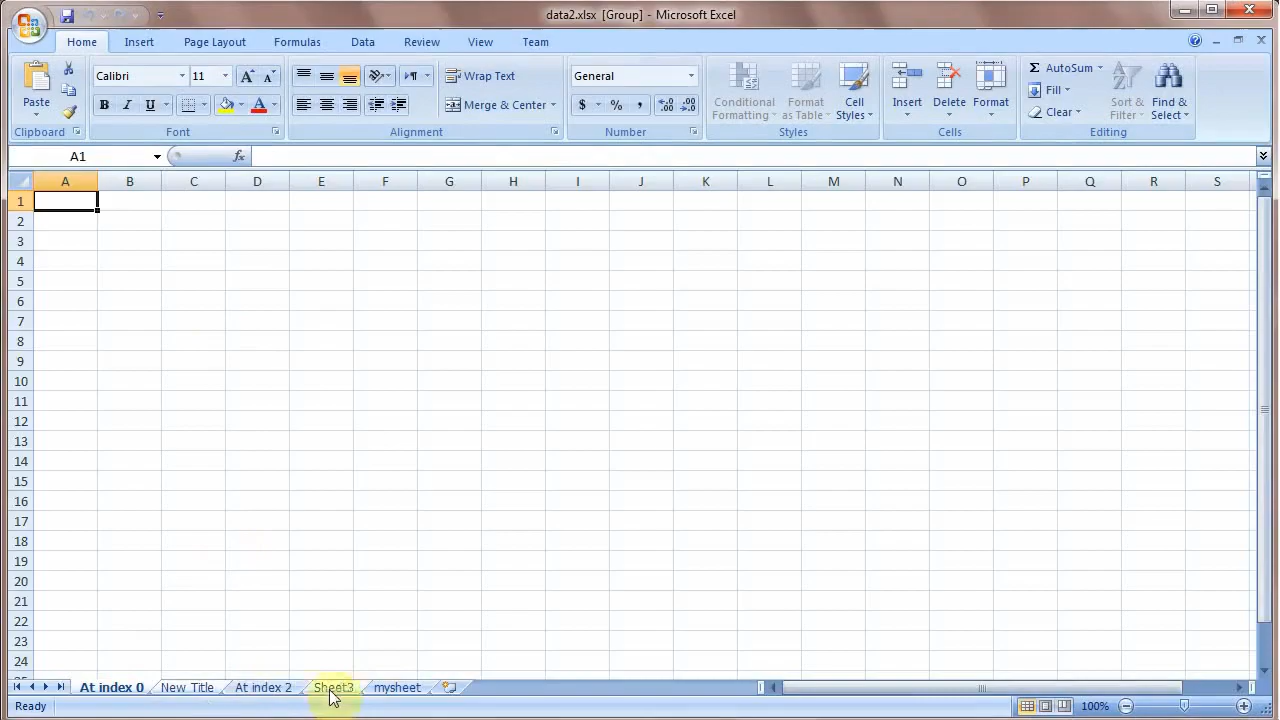 data2.xlsx [Group] - Microsoft Excel
Home Insert Page Layout Formulas Data Review View Team
Paste Calibri 11 Wrap Text General Conditional Formatting Format as Table Cell Styles Insert Delete Format AutoSum Sort & Filter Find & Select
B I U Merge & Center $ % , Fill
Clear
Clipboard Font Alignment Number Styles Cells Editing
A1 fx
A B C D E F G H I J K L M N O P Q R S
1
2
3
4
5
6
7
8
9
10
11
12
13
14
15
16
17
18
19
20
21
22
23
24
At index 0 New Title At index 2 Sheet3 mysheet
Ready 100%